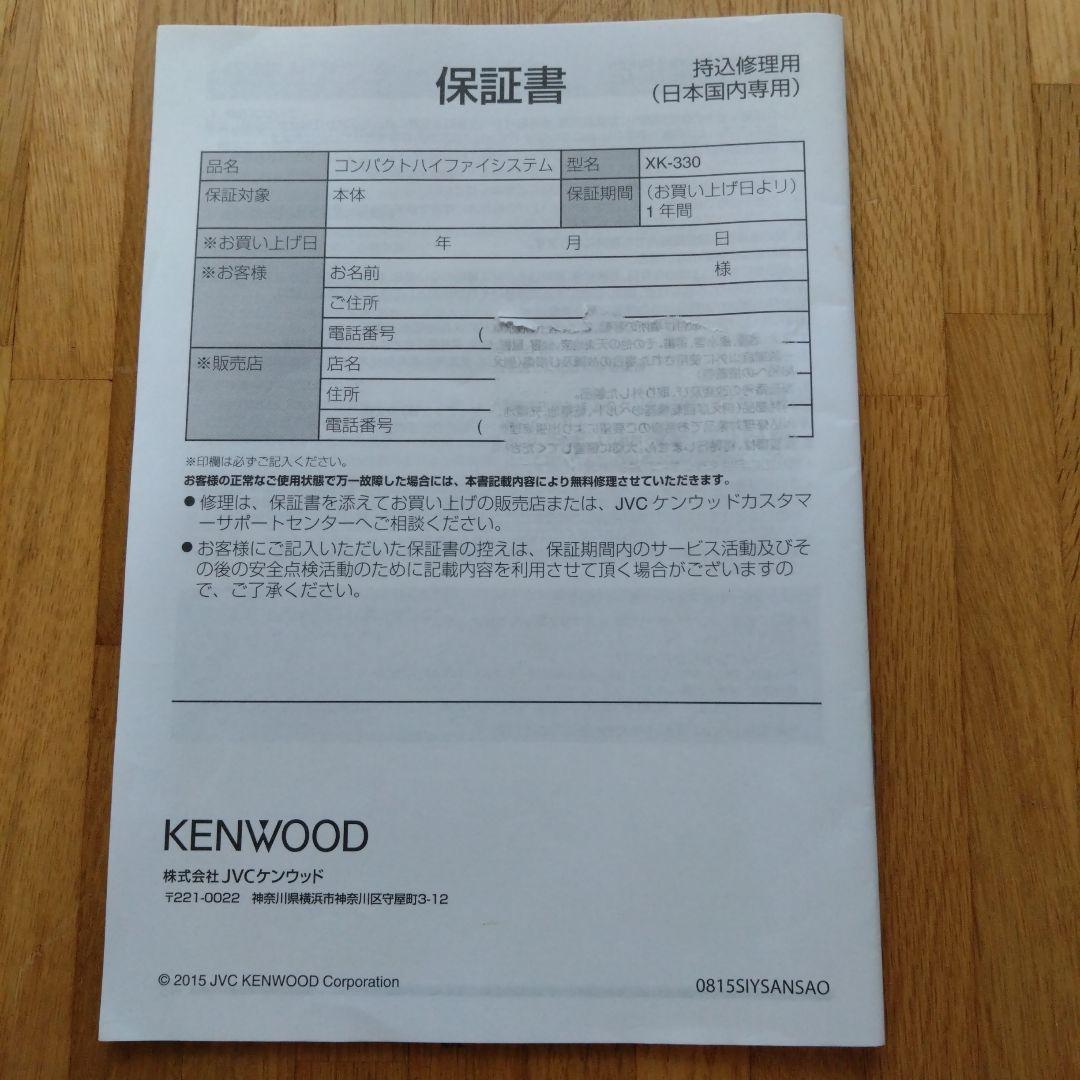 保証書
持込修理用
（日本国内専用）
品名 コンパクトハイファイシステム 型名 XK-330
保証対象 本体 保証期間 （お買い上げ日より）
1 年間
※お買い上げ日 年 月 日
※お客様 お名前 様
ご住所
電話番号 (
※販売店 店名
住所
電話番号 (
※印欄は必ずご記入ください。
お客様の正常なご使用状態で万一故障した場合には、本書記載内容により無料修理させていただきます。
● 修理は、保証書を添えてお買い上げの販売店または、JVC ケンウッドカスタマ
ーサポートセンターへご相談ください。
● お客様にご記入いただいた保証書の控えは、保証期間内のサービス活動及びそ
の後の安全点検活動のために記載内容を利用させて頂く場合がございますの
で、ご了承ください。
KENWOOD
株式会社 JVCケンウッド
〒221-0022 神奈川県横浜市神奈川区守屋町3-12
© 2015 JVC KENWOOD Corporation
0815SIYSANSAO